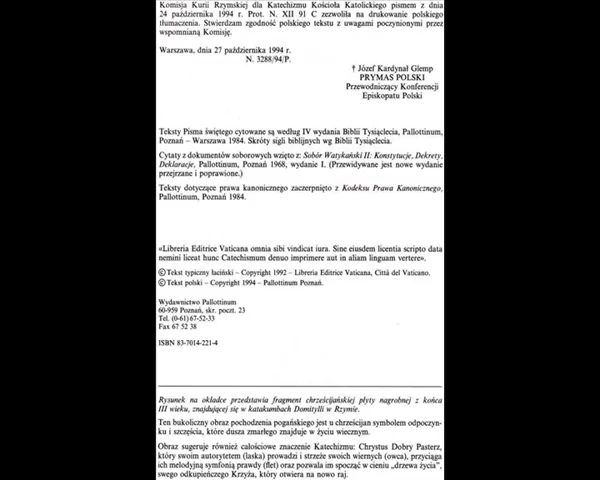 Komisja Kurii Rzymskiej dla Katechizmu Kościoła Katolickiego pismem z dnia
24 października 1994 r. Prot. N. XII 91 C zezwoliła na drukowanie polskiego
tłumaczenia. Stwierdzam zgodność polskiego tekstu z uwagami poczynionymi przez
wspomnianą Komisję.
Warszawa, dnia 27 października 1994 r.
N. 3288/94/P.
† Józef Kardynał Glemp
PRYMAS POLSKI
Przewodniczący Konferencji
Episkopatu Polski
Teksty Pisma świętego cytowane są według IV wydania Biblii Tysiąclecia, Pallottinum,
Poznań – Warszawa 1984. Skróty sigli biblijnych wg Biblii Tysiąclecia.
Cytaty z dokumentów soborowych wzięto z: Sobór Watykański II: Konstytucje, Dekrety,
Deklaracje, Pallottinum, Poznań 1968, wydanie I. (Przewidywane jest nowe wydanie
przejrzane i poprawione.)
Teksty dotyczące prawa kanonicznego zaczerpnięto z Kodeksu Prawa Kanonicznego,
Pallottinum, Poznań 1984.
«Libreria Editrice Vaticana omnia sibi vindicat iura. Sine eiusdem licentia scripto data
nemini liceat hunc Catechismum denuo imprimere aut in aliam linguam vertere».
© Tekst typiczny łaciński – Copyright 1992 – Libreria Editrice Vaticana, Città del Vaticano.
© Tekst polski – Copyright 1994 – Pallottinum Poznań.
Wydawnictwo Pallottinum
60-959 Poznań, skr. poczt. 23
Tel. (0-61) 67-52-33
Fax 67 52 38
ISBN 83-7014-221-4
Rysunek na okładce przedstawia fragment chrześcijańskiej płyty nagrobnej z końca
III wieku, znajdującej się w katakumbach Domitylli w Rzymie.
Ten bukoliczny obraz pochodzenia pogańskiego jest u chrześcijan symbolem odpoczyn-
ku i szczęścia, które dusza zmarłego znajduje w życiu wiecznym.
Obraz sugeruje również całościowe znaczenie Katechizmu: Chrystus Dobry Pasterz,
który swoim autorytetem (laska) prowadzi i strzeże swoich wiernych (owca), przyciąga
ich melodyjną symfonią prawdy (flet) oraz pozwala im spocząć w cieniu „drzewa życia”,
swego odkupieńczego Krzyża, który otwiera na nowo raj.